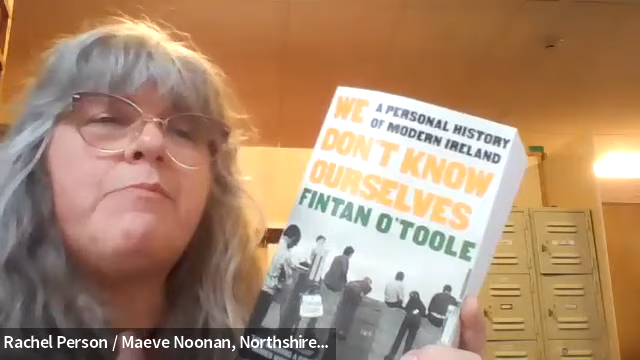 WE
A PERSONAL HISTORY
OF MODERN IRELAND
DON'T KNOW
OURSELVES
FINTAN O'TOOLE
Rachel Person / Maeve Noonan, Northshire...